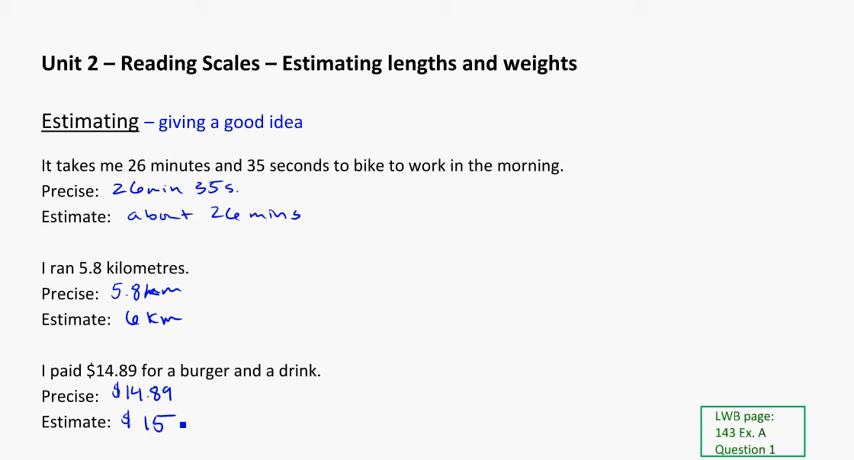 Unit 2 – Reading Scales – Estimating lengths and weights
Estimating – giving a good idea
It takes me 26 minutes and 35 seconds to bike to work in the morning.
Precise: 26min 35s.
Estimate: about 26 mins
I ran 5.8 kilometres.
Precise: 5.8km
Estimate: 6 km
I paid $14.89 for a burger and a drink.
Precise: $14.89
Estimate: $ 15
LWB page:
143 Ex. A
Question 1